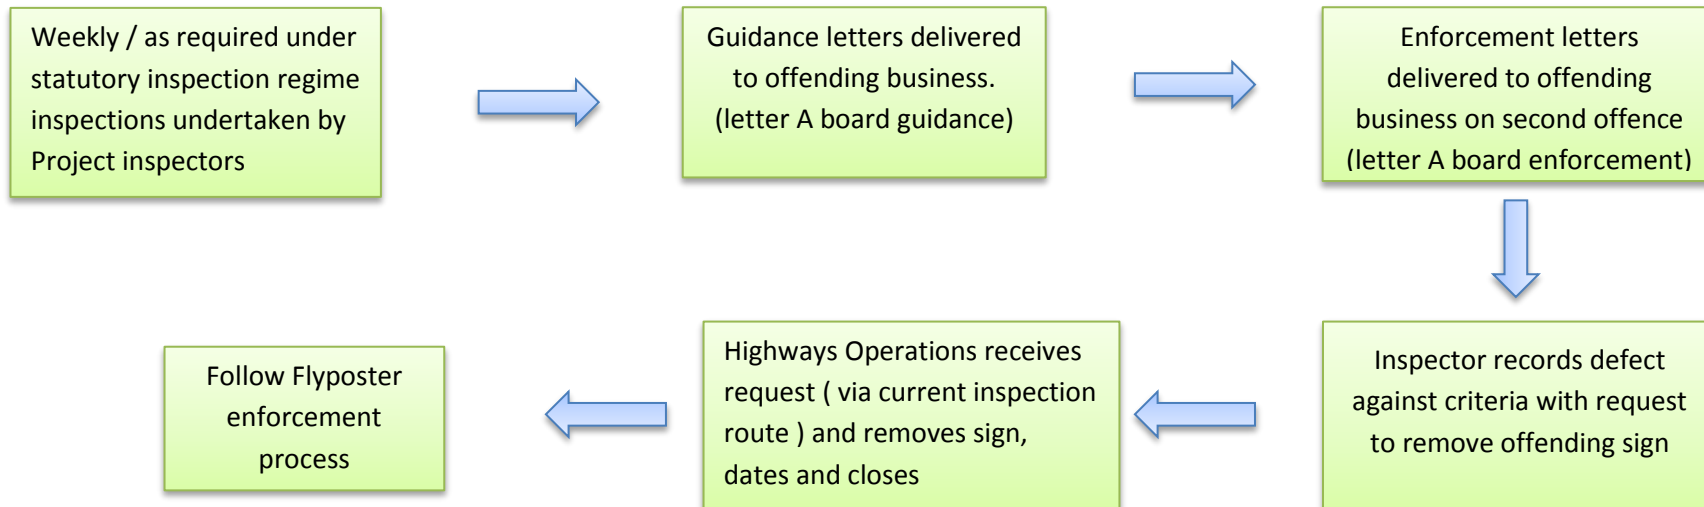 Weekly / as required under
statutory inspection regime
inspections undertaken by
Project inspectors
Guidance letters delivered
to offending business.
(letter A board guidance)
Enforcement letters
delivered to offending
business on second offence
(letter A board enforcement)
Inspector records defect
against criteria with request
to remove offending sign
Highways Operations receives
request ( via current inspection
route ) and removes sign,
dates and closes
Follow Flyposter
enforcement
process